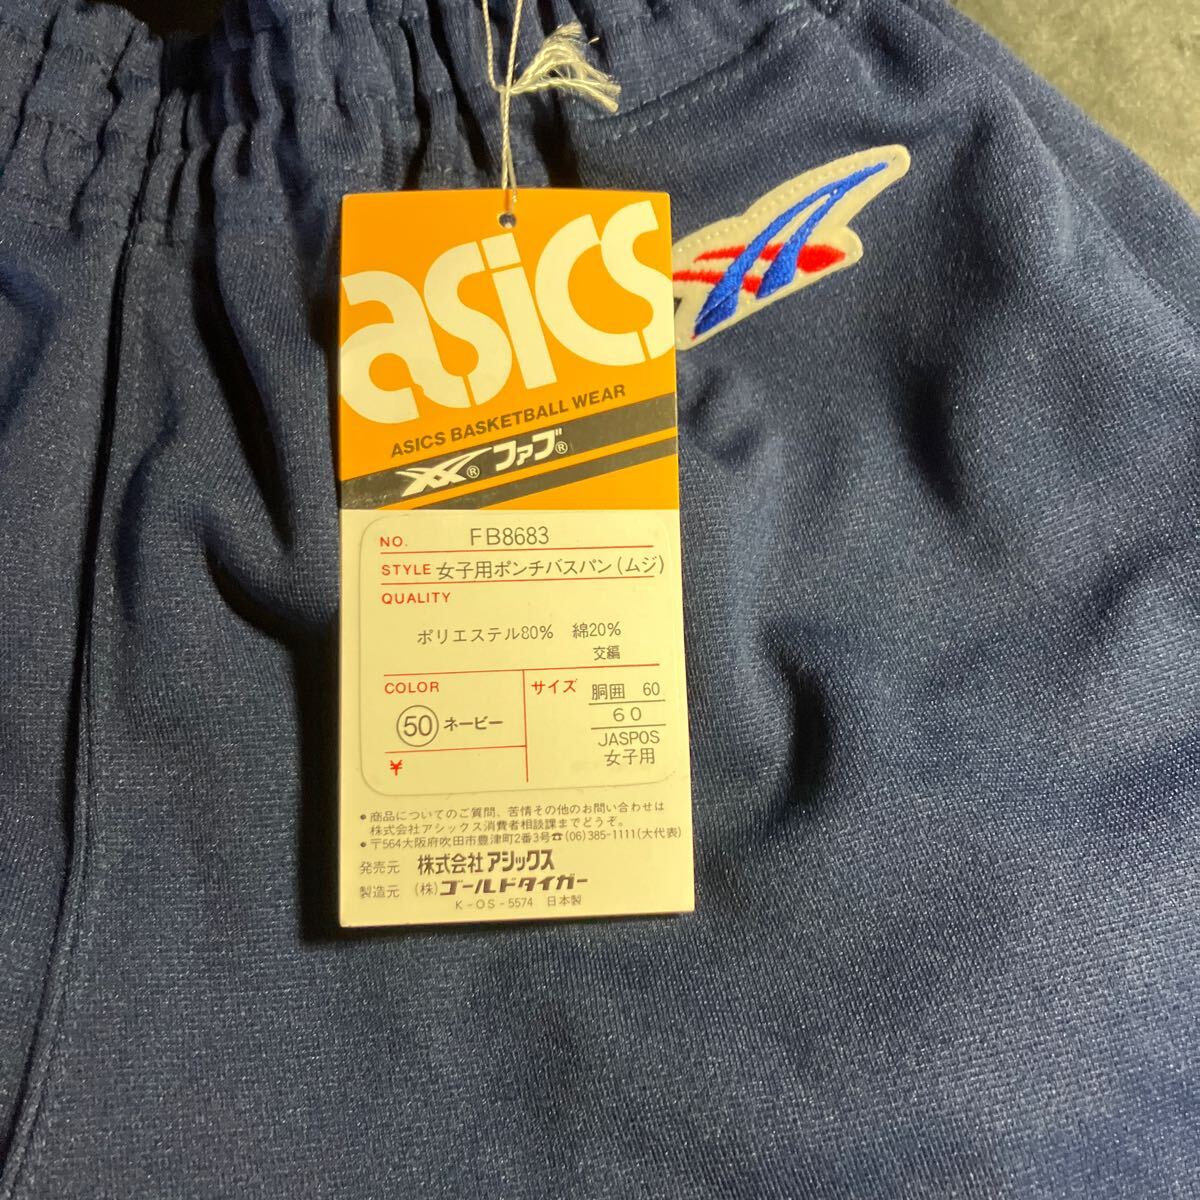 asics
ASICS BASKETBALL WEAR
® ファブ®
NO. FB8683
STYLE 女子用ポンチバスパン(ムジ)
QUALITY
ポリエステル80% 綿20%
交編
COLOR
50 ネービー
¥
サイズ
胴囲 60
60
JASPOS
女子用
• 商品についてのご質問、苦情その他のお問い合わせは
株式会社アシックス消費者相談課までどうぞ。
• 〒564大阪府吹田市豊津町2番3号☎(06)385-1111(大代表)
発売元 株式会社アシックス
製造元 (株)ゴールドタイガー
K-OS-5574 日本製